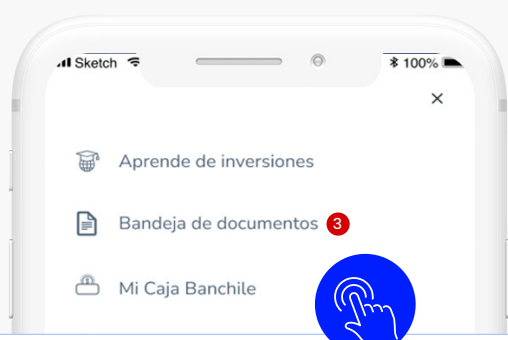 Sketch 100%
Aprende de inversiones
Bandeja de documentos 3
Mi Caja Banchile